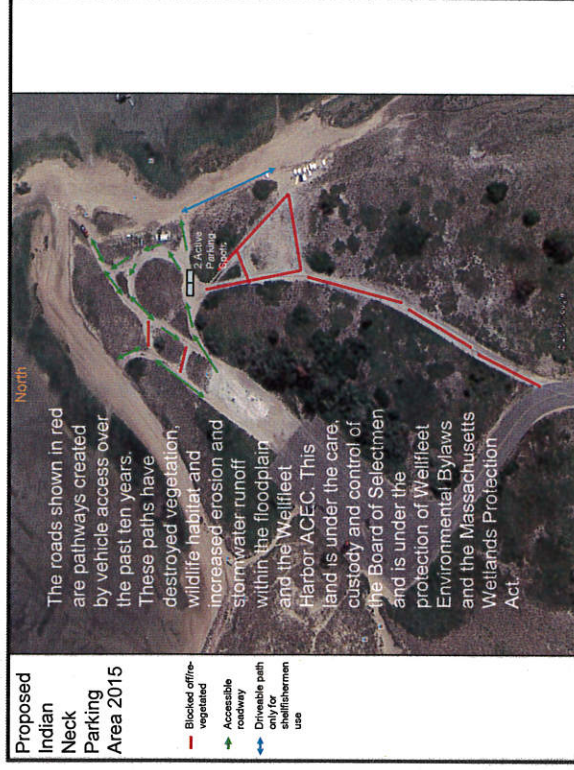 Proposed
Indian
Neck
Parking
Area 2015
Blocked off/re-
vegetated
Accessible
roadway
Driveable path
only for
shellfishermen
use
North
The roads shown in red
are pathways created
by vehicle access over
the past ten years.
These paths have
destroyed vegetation,
wildlife habitat and
increased erosion and
stormwater runoff
within the floodplain
and the Wellfleet
Harbor ACEC. This
land is under the care,
custody and control of
the Board of Selectmen
and is under the
protection of Wellfleet
Environmental Bylaws
and the Massachusetts
Wetlands Protection
Act.
2 Active
Parking
Spots